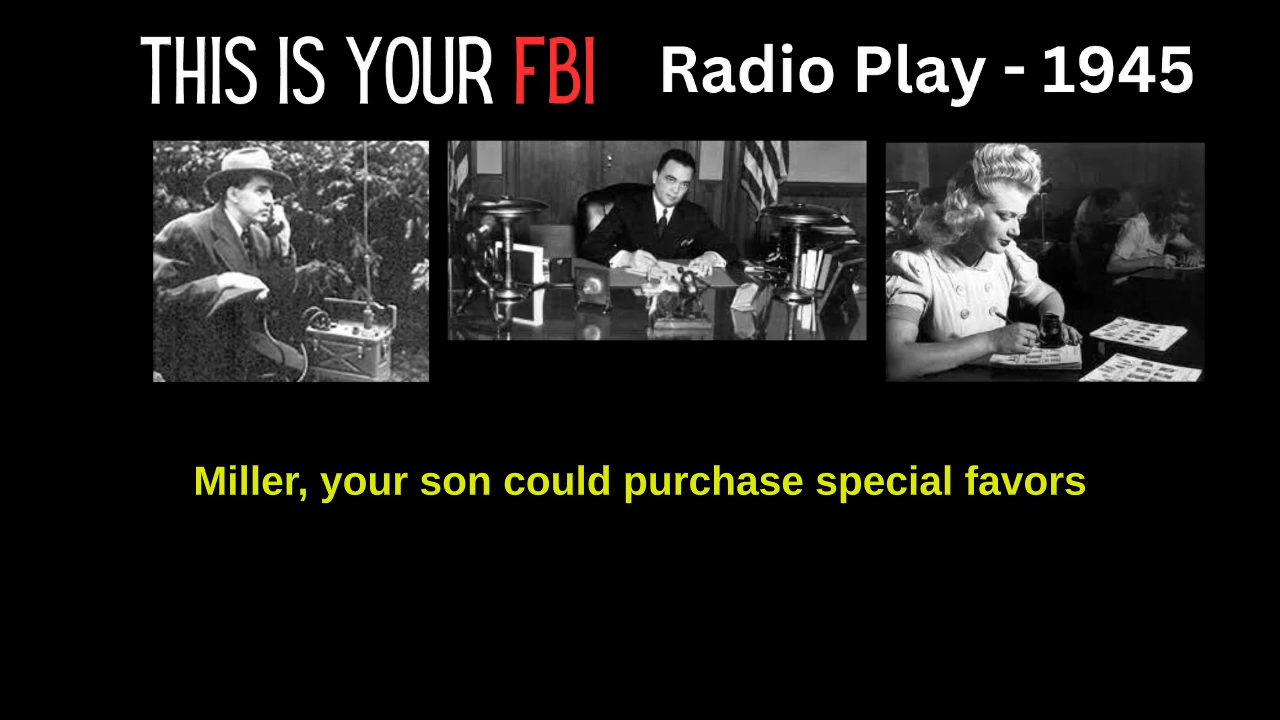 THIS IS YOUR FBI Radio Play - 1945
Miller, your son could purchase special favors